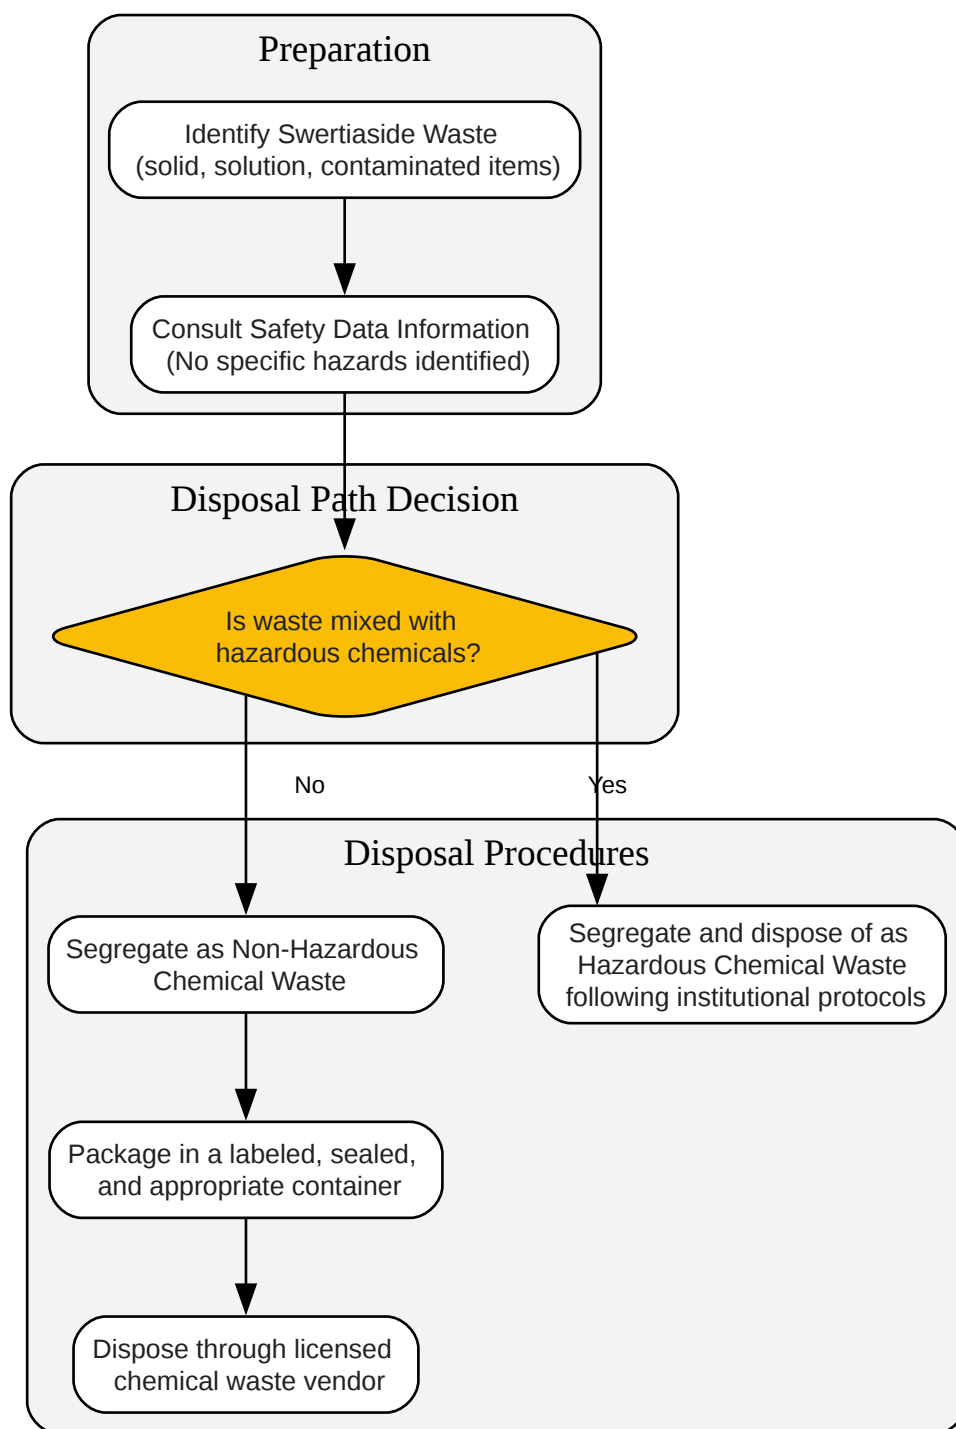 Preparation
Identify Swertiaside Waste
(solid, solution, contaminated items)
Consult Safety Data Information
(No specific hazards identified)
Disposal Path Decision
Is waste mixed with
hazardous chemicals?
No
Yes
Disposal Procedures
Segregate as Non-Hazardous
Chemical Waste
Segregate and dispose of as
Hazardous Chemical Waste
following institutional protocols
Package in a labeled, sealed,
and appropriate container
Dispose through licensed
chemical waste vendor